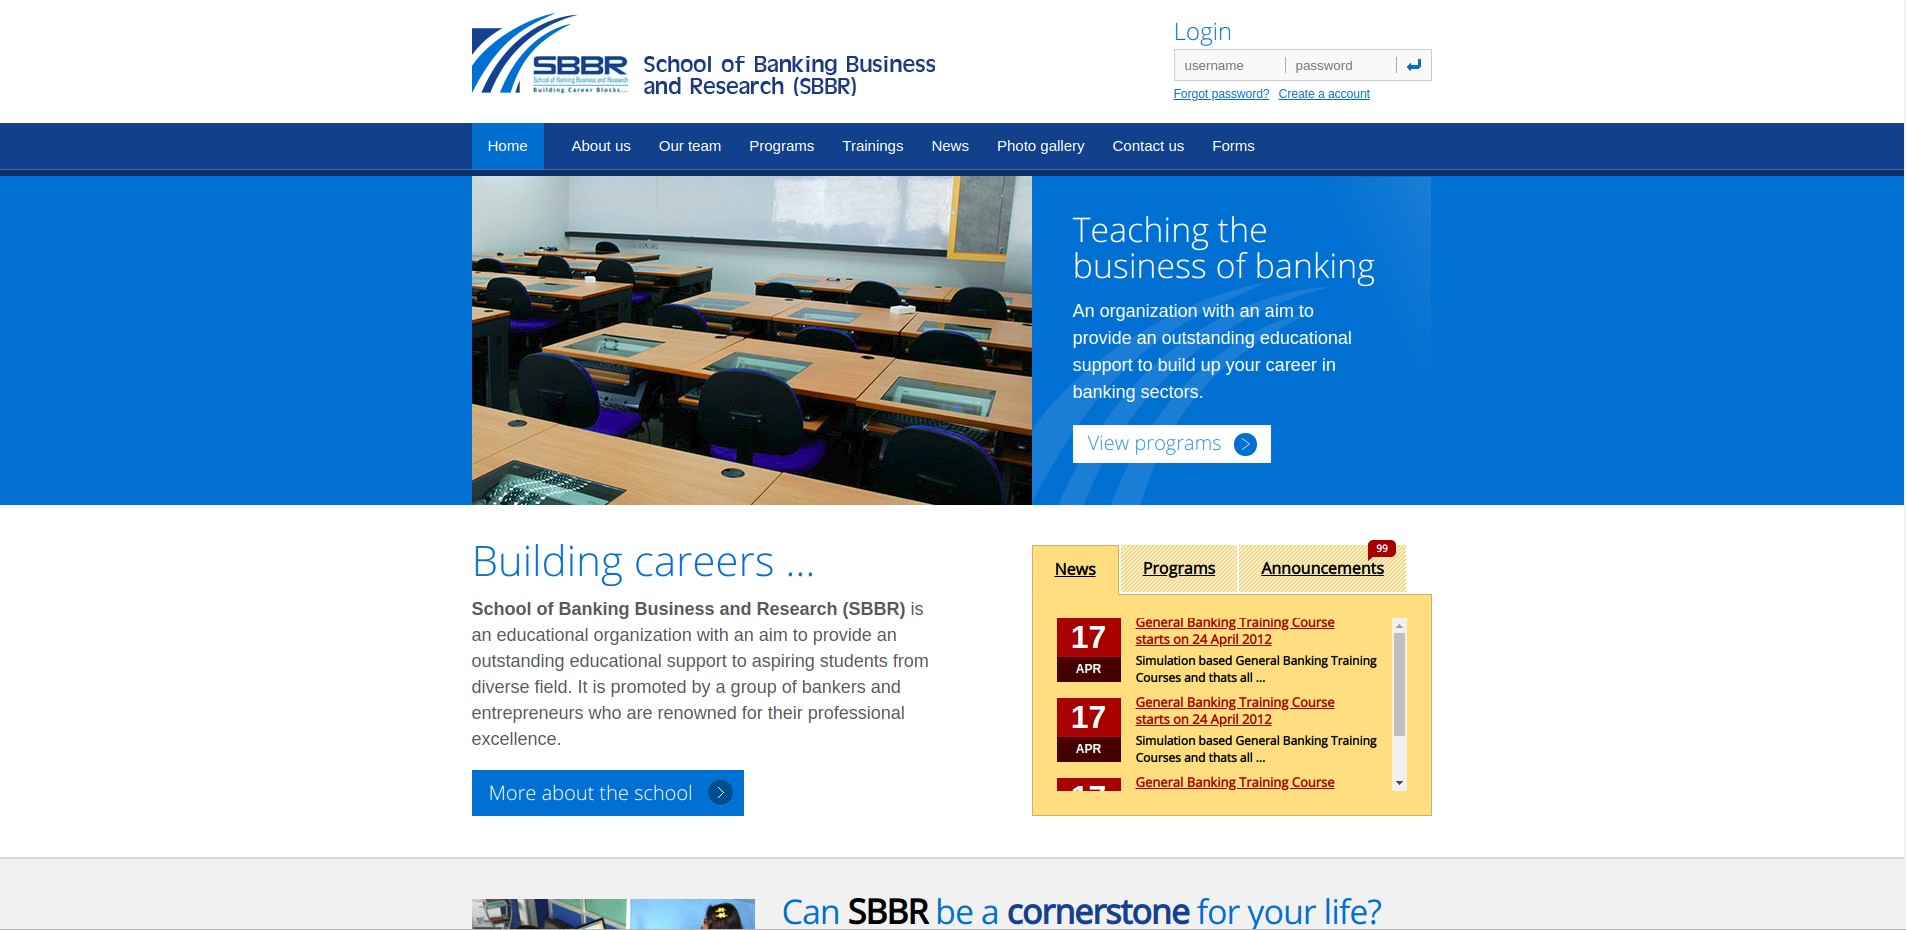 SBBR
School of Banking Business and Research
Building Career Blocks...
School of Banking Business
and Research (SBBR)
Login
username
password
Forgot password?
Create a account
Home
About us
Our team
Programs
Trainings
News
Photo gallery
Contact us
Forms
Teaching the
business of banking
An organization with an aim to
provide an outstanding educational
support to build up your career in
banking sectors.
View programs
Building careers ...
School of Banking Business and Research (SBBR) is
an educational organization with an aim to provide an
outstanding educational support to aspiring students from
diverse field. It is promoted by a group of bankers and
entrepreneurs who are renowned for their professional
excellence.
More about the school
99
News
Programs
Announcements
17
APR
General Banking Training Course
starts on 24 April 2012
Simulation based General Banking Training
Courses and thats all ...
17
APR
General Banking Training Course
starts on 24 April 2012
Simulation based General Banking Training
Courses and thats all ...
17
General Banking Training Course
Can SBBR be a cornerstone for your life?